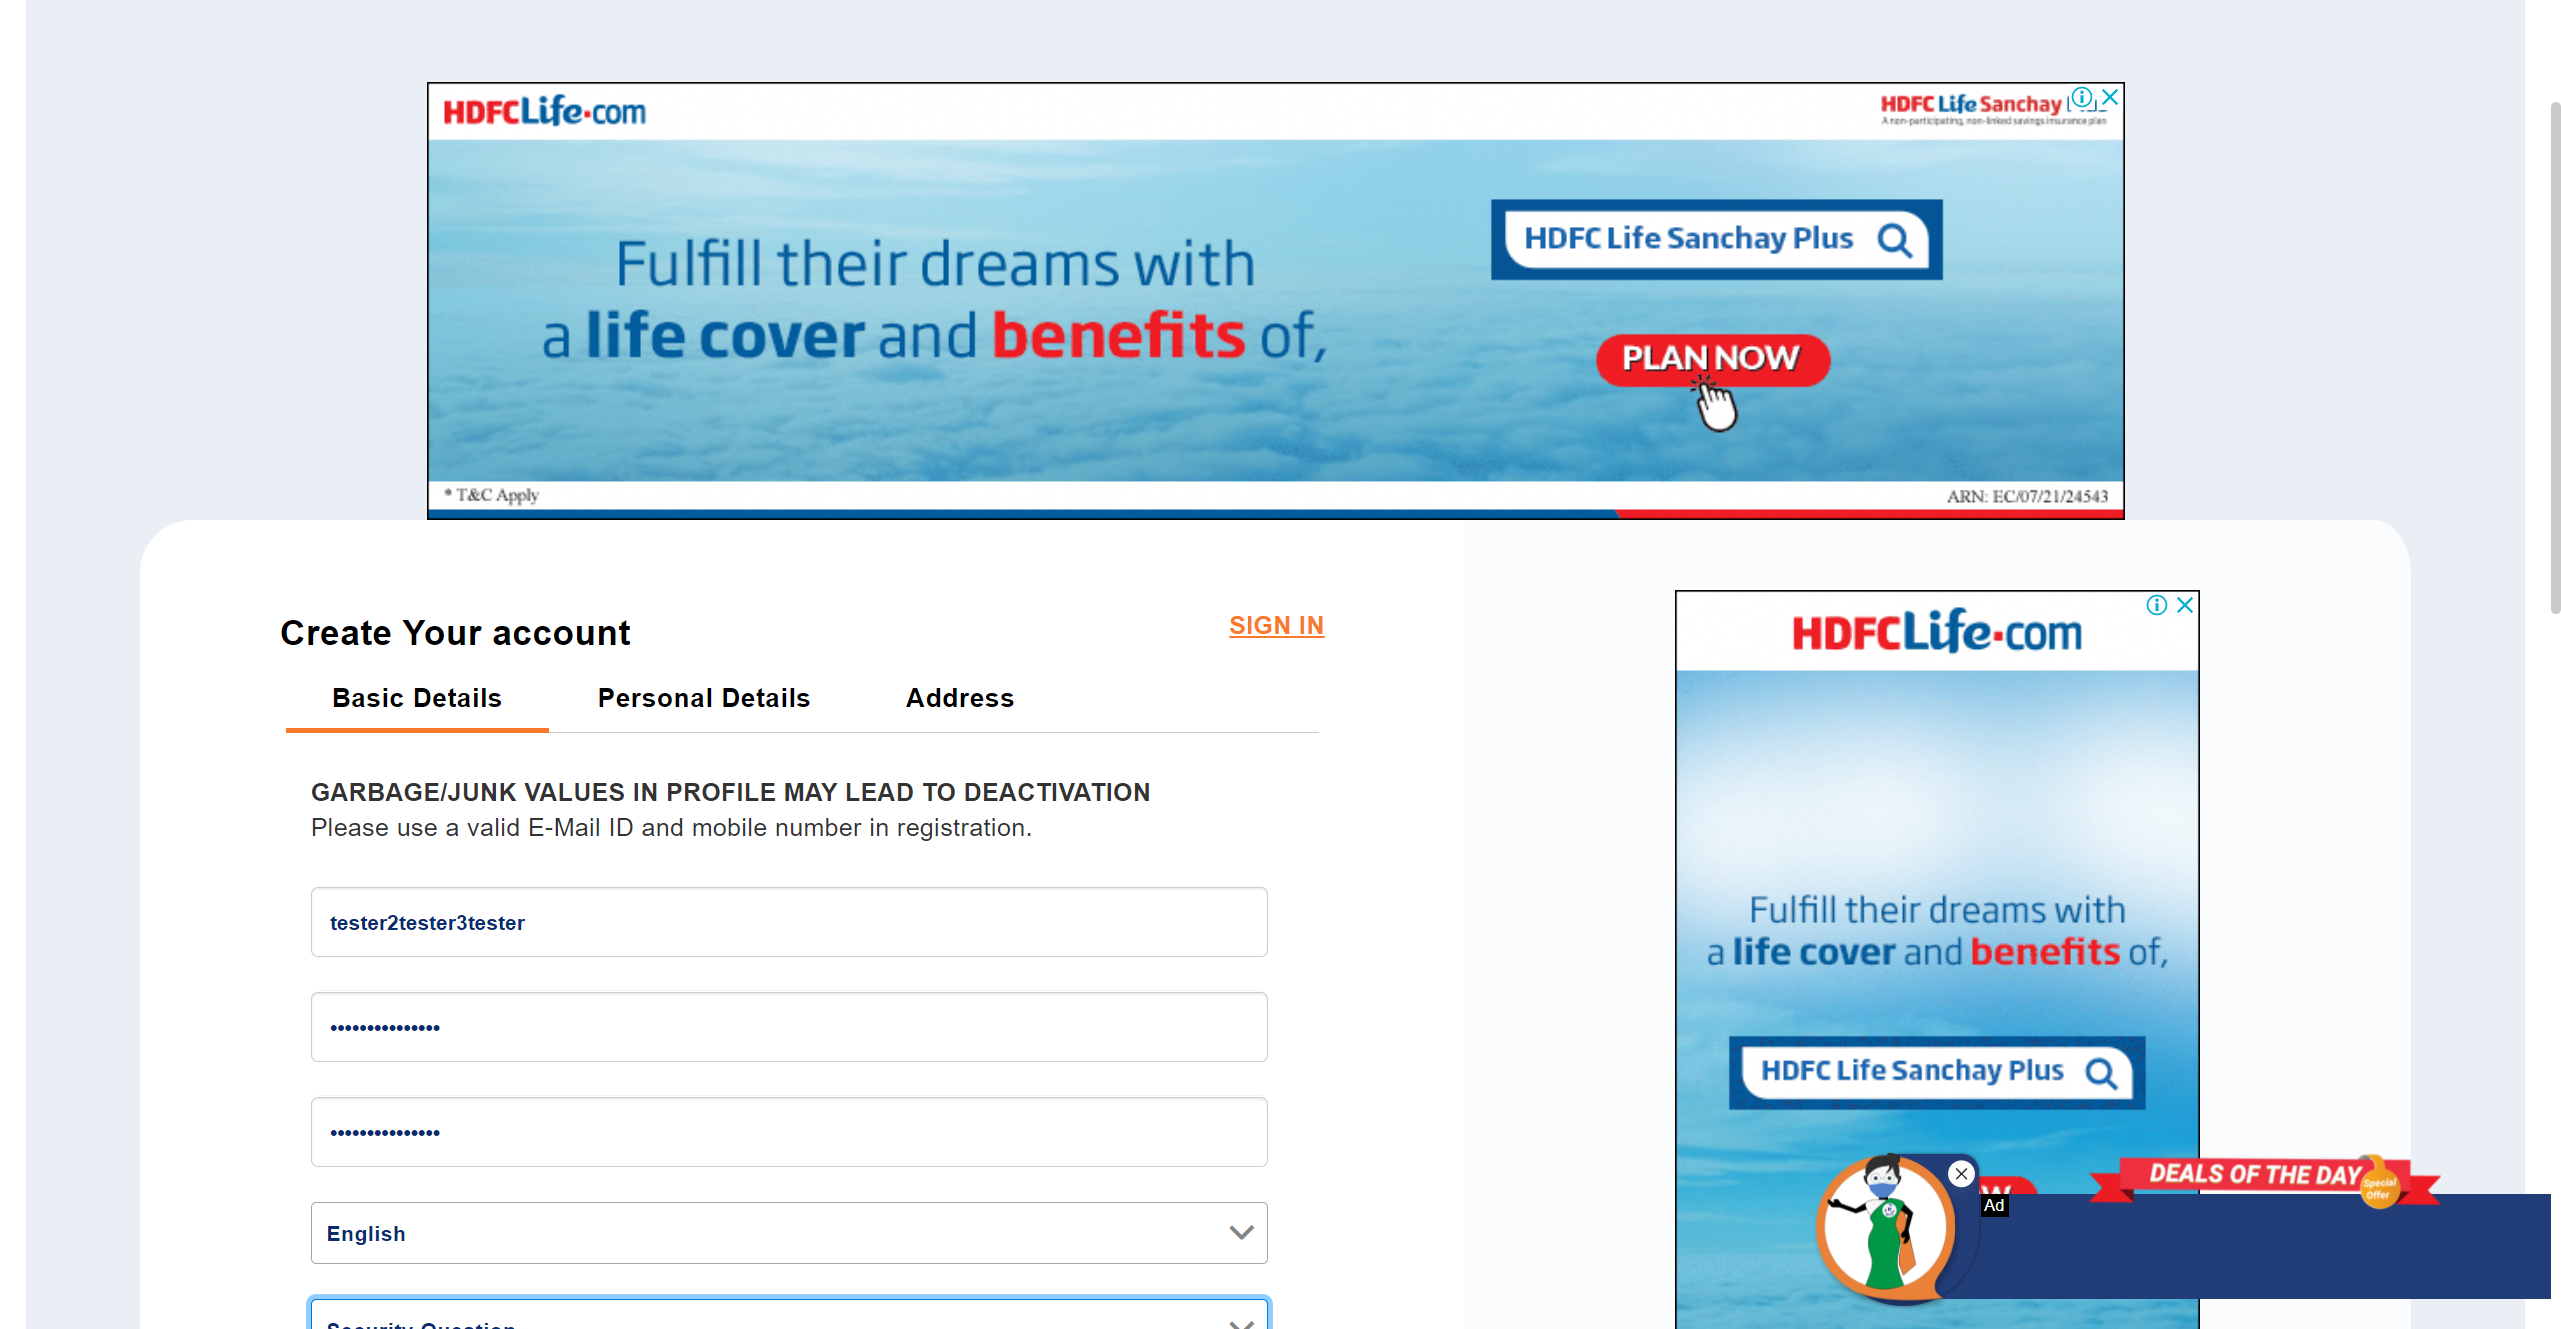 HDFCLife.com
HDFC Life Sanchay
A non-participating, non-linked savings insurance plan
Fulfill their dreams with
a life cover and benefits of,
HDFC Life Sanchay Plus
PLAN NOW
* T&C Apply
ARN: EC/07/21/24543
Create Your account
SIGN IN
Basic Details
Personal Details
Address
GARBAGE/JUNK VALUES IN PROFILE MAY LEAD TO DEACTIVATION
Please use a valid E-Mail ID and mobile number in registration.
tester2tester3tester
•••••••••••••••
•••••••••••••••
English
Security Question
HDFCLife.com
Fulfill their dreams with
a life cover and benefits of,
HDFC Life Sanchay Plus
Ad
DEALS OF THE DAY
Special
Offer